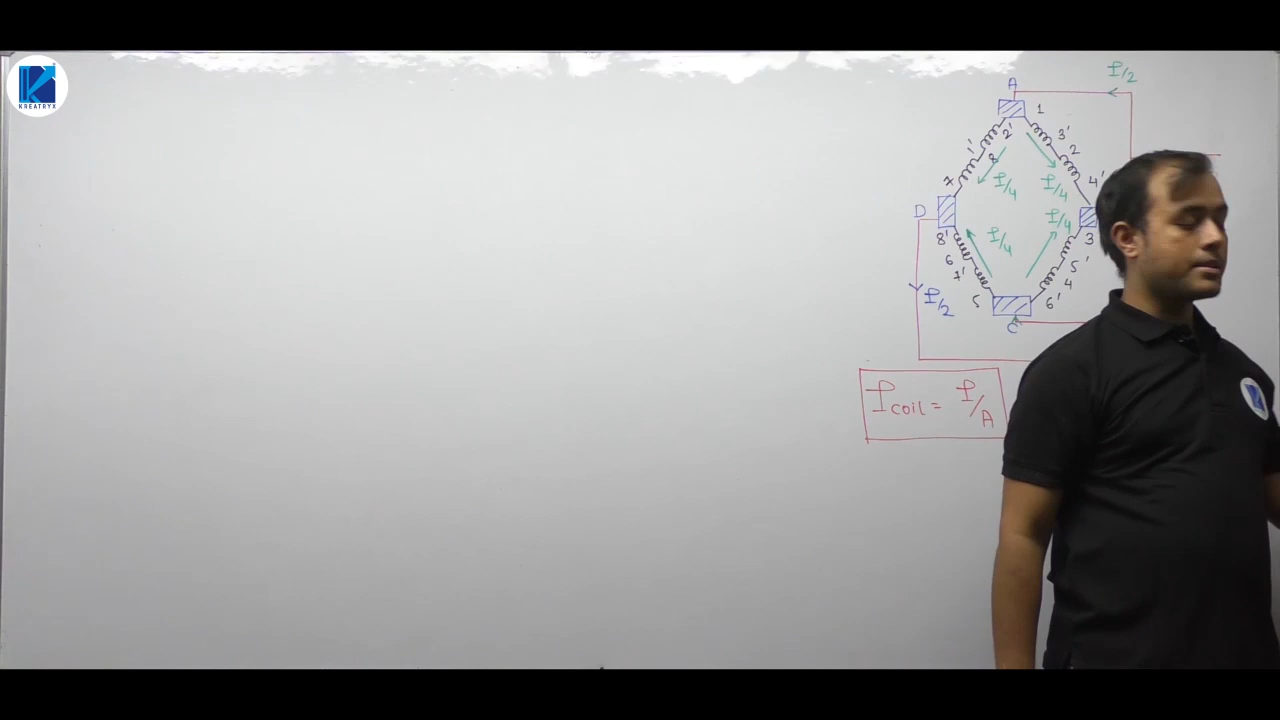 KREATRYX
I/2
A
1
2'
3'
1'
8
2
7
I/4
I/4
4'
D
I/4
8'
I/4
3
6
5'
7'
4
5
6'
I/2
C
I coil = I/A